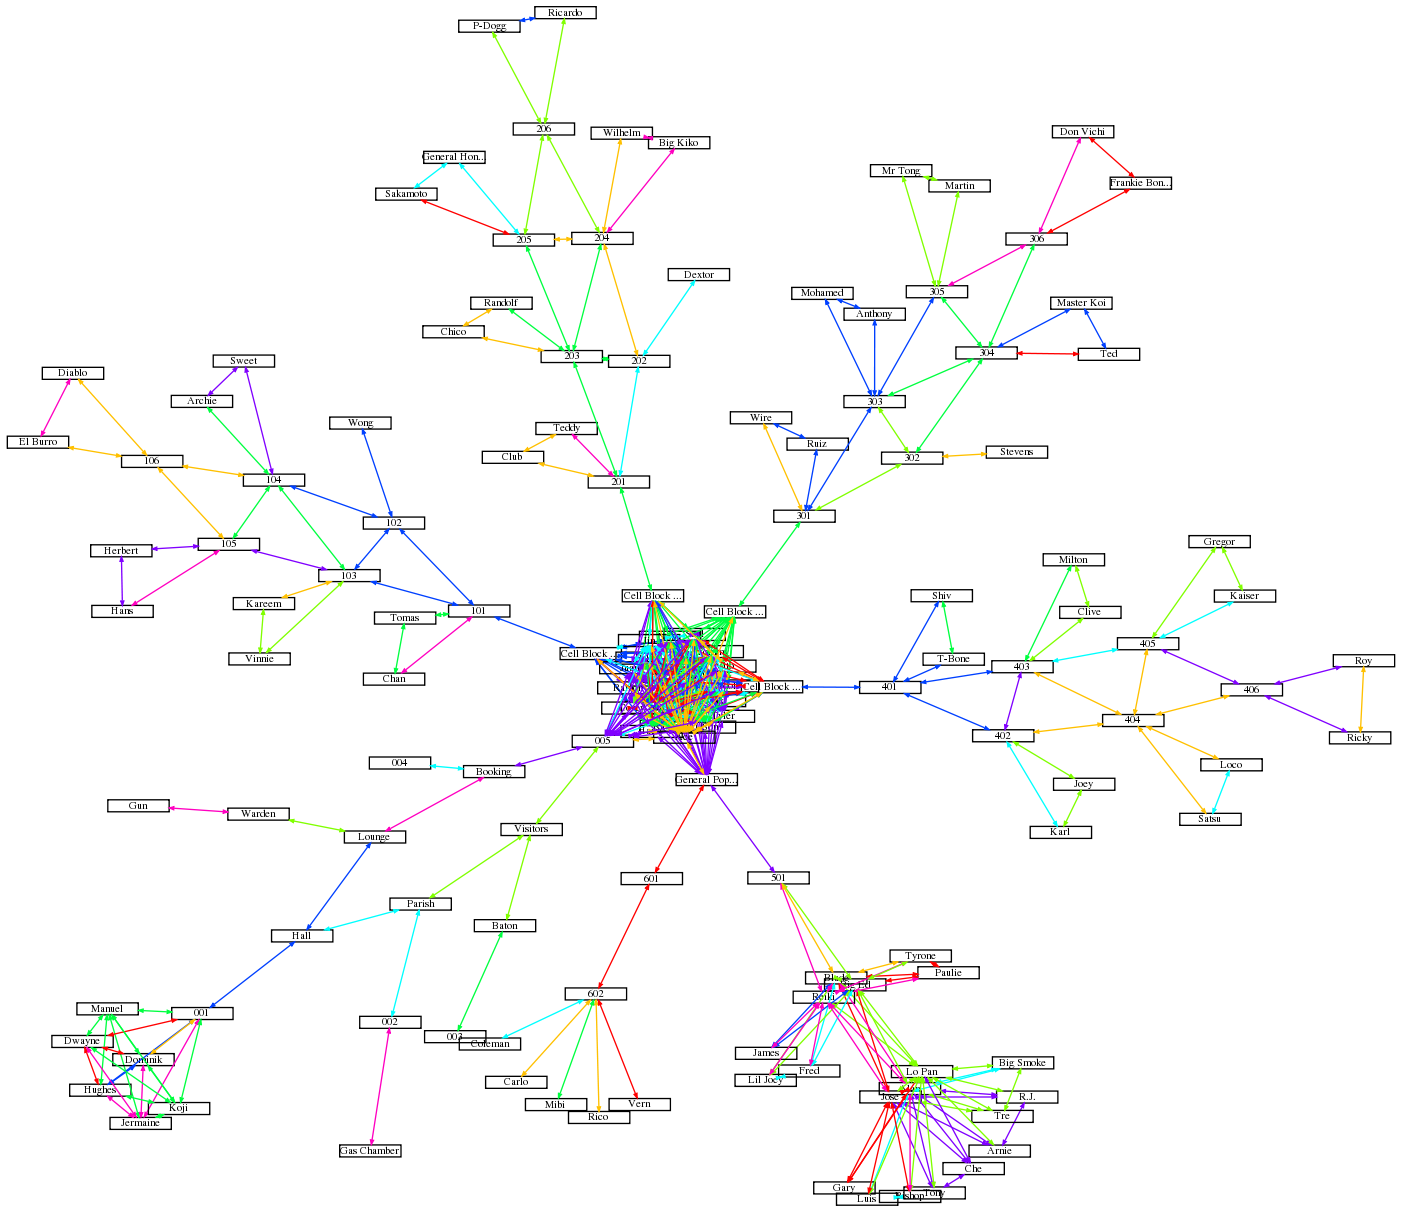 Ricardo
P-Dogg
206
Wilhelm
Big Kiko
Don Vichi
General Hon...
Mr Tong
Martin
Frankie Bon...
Sakamoto
205
204
306
Dextor
305
Mohamed
Master Koi
Randolf
Anthony
Chico
203
202
304
Ted
Sweet
Diablo
Archie
303
Wong
Wire
Teddy
El Burro
Ruiz
Club
302
Stevens
106
104
201
301
102
105
Herbert
Gregor
Milton
103
Cell Block ...
Shiv
Kaiser
Kareem
Hans
101
Cell Block ...
Clive
Tomas
405
Vinnie
Cell Block ...
T-Bone
403
Roy
Chan
Cell Block ...
401
406
404
402
005
Ricky
004
Booking
General Pop...
Loco
Joey
Gun
Warden
Satsu
Lounge
Visitors
Karl
601
501
Parish
Baton
Hall
Tyrone
Paulie
Reiki
602
Manuel
001
002
003
Coleman
Dwayne
James
Dominik
Big Smoke
Fred
Lo Pan
Carlo
Lil Joey
Hughes
Jose
R.J.
Mibi
Vern
Koji
Rico
Tre
Jermaine
Gas Chamber
Arnie
Che
Gary
Tony
Luis